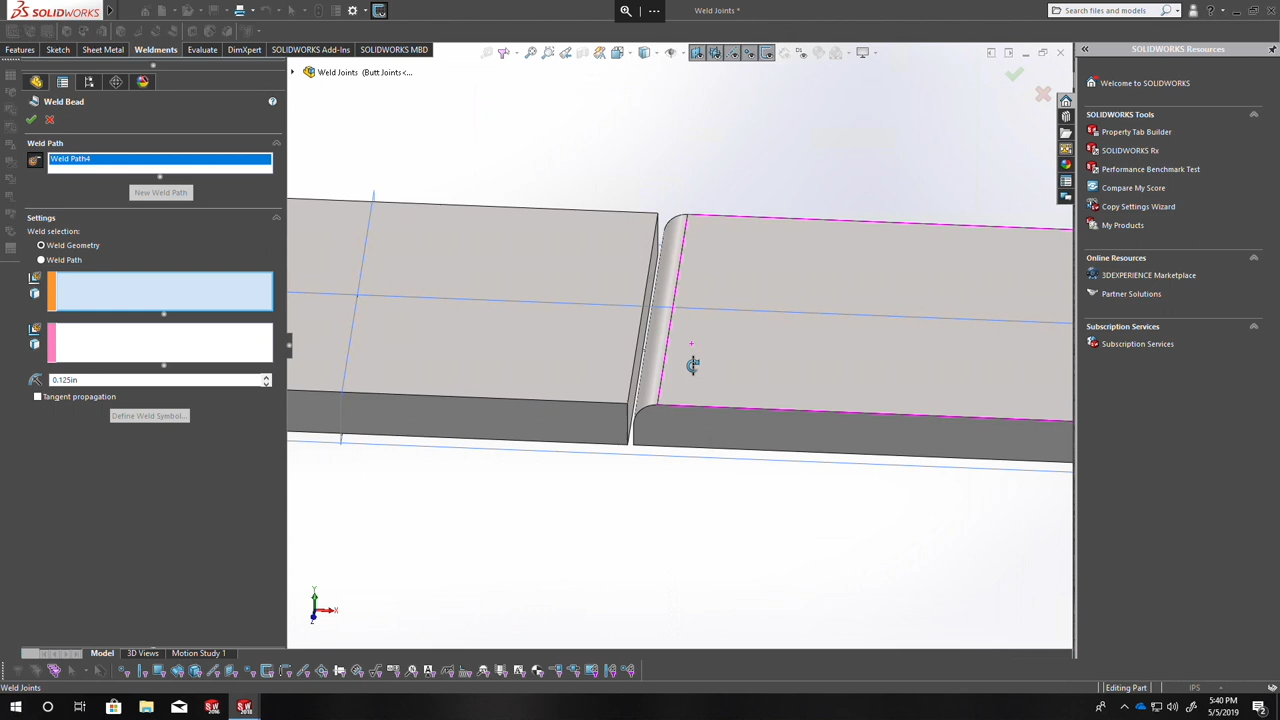 SOLIDWORKS
Weld Joints *
Search files and models
Features
Sketch
Sheet Metal
Weldments
Evaluate
DimXpert
SOLIDWORKS Add-Ins
SOLIDWORKS MBD
SOLIDWORKS Resources
Weld Joints (Butt Joints<...
Welcome to SOLIDWORKS
Weld Bead
SOLIDWORKS Tools
Property Tab Builder
Weld Path
SOLIDWORKS Rx
Weld Path4
Performance Benchmark Test
Compare My Score
New Weld Path
Copy Settings Wizard
Settings
My Products
Weld selection:
Weld Geometry
Online Resources
Weld Path
3DEXPERIENCE Marketplace
Partner Solutions
Subscription Services
Subscription Services
0.125in
Tangent propagation
Define Weld Symbol...
Y
X
Z
Model
3D Views
Motion Study 1
Weld Joints
Editing Part
IPS
SW
2016
SW
2018
5:40 PM
5/5/2019
2